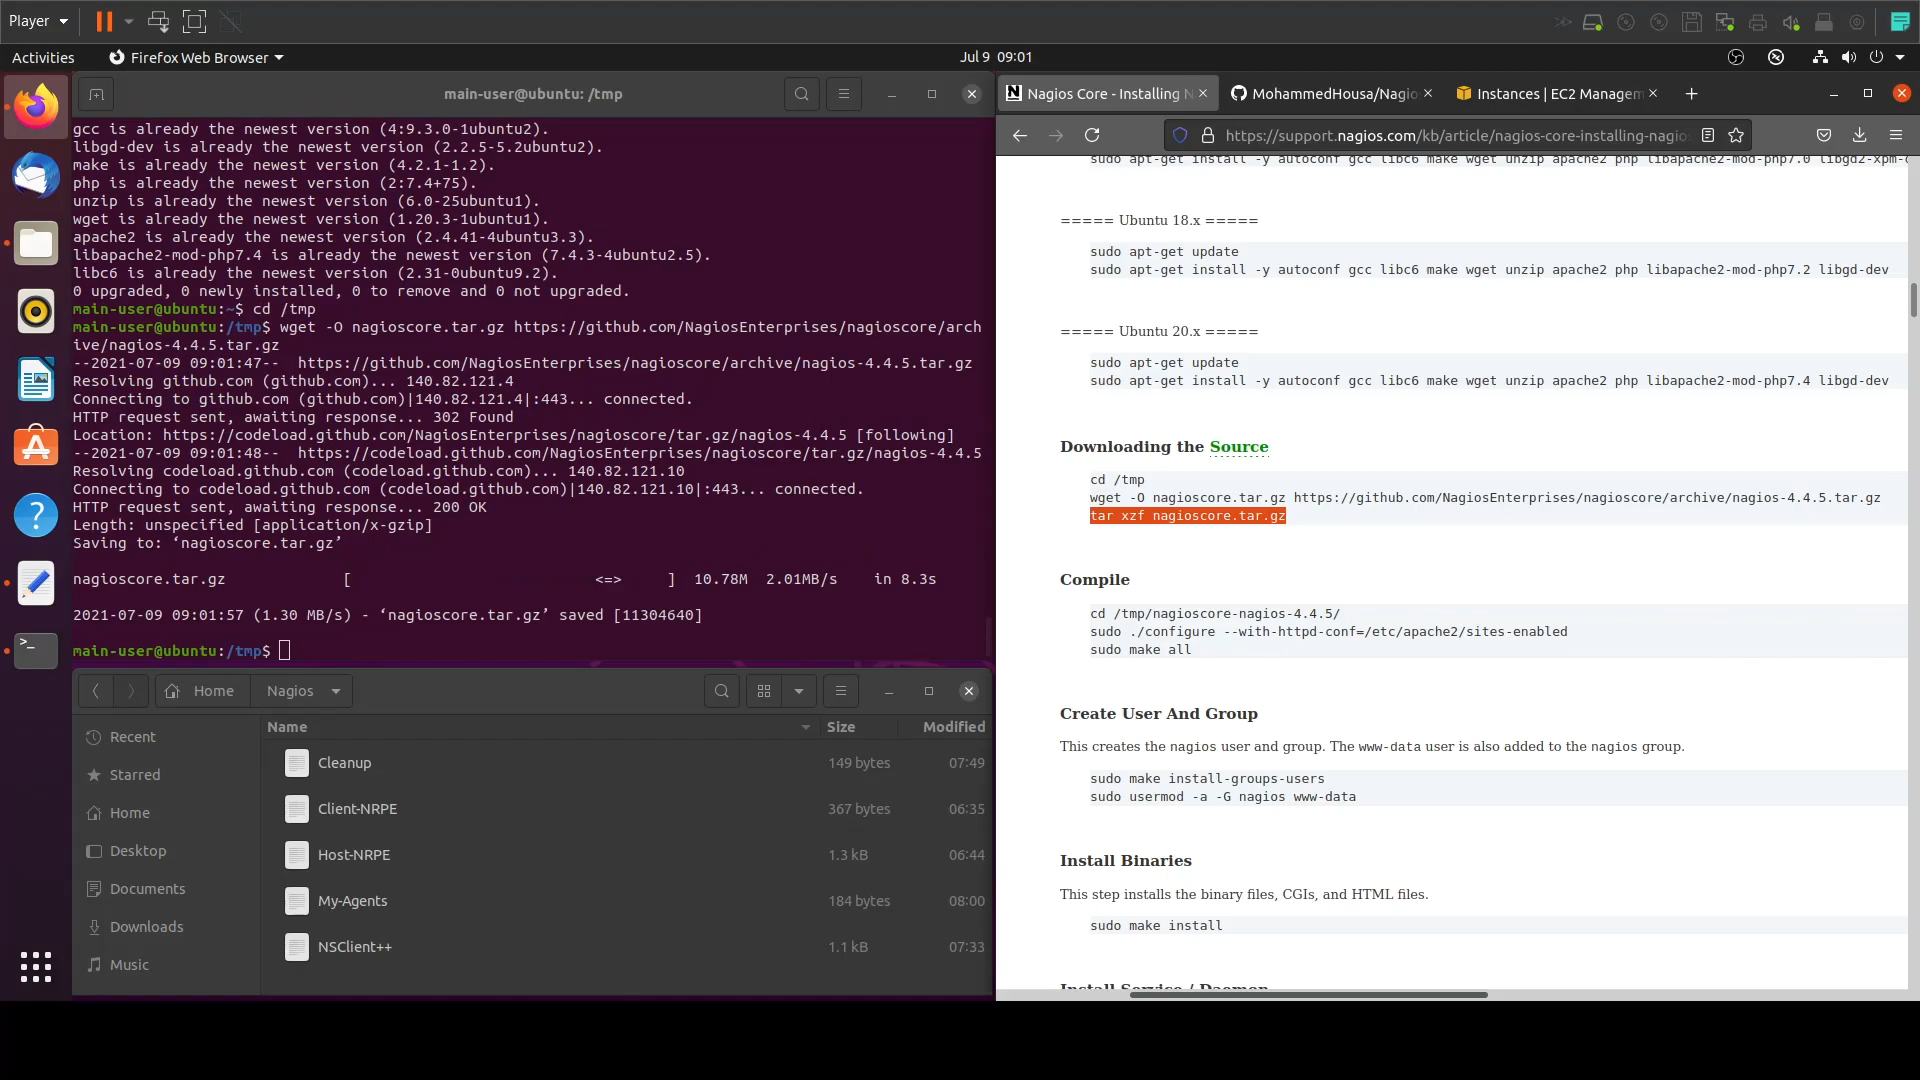 Player
Activities
Firefox Web Browser
Jul 9 09:01
main-user@ubuntu: /tmp
gcc is already the newest version (4:9.3.0-1ubuntu2).
libgd-dev is already the newest version (2.2.5-5.2ubuntu2).
make is already the newest version (4.2.1-1.2).
php is already the newest version (2:7.4+75).
unzip is already the newest version (6.0-25ubuntu1).
wget is already the newest version (1.20.3-1ubuntu1).
apache2 is already the newest version (2.4.41-4ubuntu3.3).
libapache2-mod-php7.4 is already the newest version (7.4.3-4ubuntu2.5).
libc6 is already the newest version (2.31-0ubuntu9.2).
0 upgraded, 0 newly installed, 0 to remove and 0 not upgraded.
main-user@ubuntu:~$ cd /tmp
main-user@ubuntu:/tmp$ wget -O nagioscore.tar.gz https://github.com/NagiosEnterprises/nagioscore/arch
ive/nagios-4.4.5.tar.gz
--2021-07-09 09:01:47-- https://github.com/NagiosEnterprises/nagioscore/archive/nagios-4.4.5.tar.gz
Resolving github.com (github.com)... 140.82.121.4
Connecting to github.com (github.com)|140.82.121.4|:443... connected.
HTTP request sent, awaiting response... 302 Found
Location: https://codeload.github.com/NagiosEnterprises/nagioscore/tar.gz/nagios-4.4.5 [following]
--2021-07-09 09:01:48-- https://codeload.github.com/NagiosEnterprises/nagioscore/tar.gz/nagios-4.4.5
Resolving codeload.github.com (codeload.github.com)... 140.82.121.10
Connecting to codeload.github.com (codeload.github.com)|140.82.121.10|:443... connected.
HTTP request sent, awaiting response... 200 OK
Length: unspecified [application/x-gzip]
Saving to: ‘nagioscore.tar.gz’
nagioscore.tar.gz [ <=> ] 10.78M 2.01MB/s in 8.3s
2021-07-09 09:01:57 (1.30 MB/s) - ‘nagioscore.tar.gz’ saved [11304640]
main-user@ubuntu:/tmp$
Home Nagios
Recent
Starred
Home
Desktop
Documents
Downloads
Music
Name Size Modified
Cleanup 149 bytes 07:49
Client-NRPE 367 bytes 06:35
Host-NRPE 1.3 kB 06:44
My-Agents 184 bytes 08:00
NSClient++ 1.1 kB 07:33
Nagios Core - Installing N
MohammedHousa/Nagio
Instances | EC2 Managem
https://support.nagios.com/kb/article/nagios-core-installing-nagio
sudo apt-get install -y autoconf gcc libc6 make wget unzip apache2 php libapache2-mod-php7.0 libgd2-xpm-
===== Ubuntu 18.x =====
sudo apt-get update
sudo apt-get install -y autoconf gcc libc6 make wget unzip apache2 php libapache2-mod-php7.2 libgd-dev
===== Ubuntu 20.x =====
sudo apt-get update
sudo apt-get install -y autoconf gcc libc6 make wget unzip apache2 php libapache2-mod-php7.4 libgd-dev
Downloading the Source
cd /tmp
wget -O nagioscore.tar.gz https://github.com/NagiosEnterprises/nagioscore/archive/nagios-4.4.5.tar.gz
tar xzf nagioscore.tar.gz
Compile
cd /tmp/nagioscore-nagios-4.4.5/
sudo ./configure --with-httpd-conf=/etc/apache2/sites-enabled
sudo make all
Create User And Group
This creates the nagios user and group. The www-data user is also added to the nagios group.
sudo make install-groups-users
sudo usermod -a -G nagios www-data
Install Binaries
This step installs the binary files, CGIs, and HTML files.
sudo make install
Install Service / Daemon